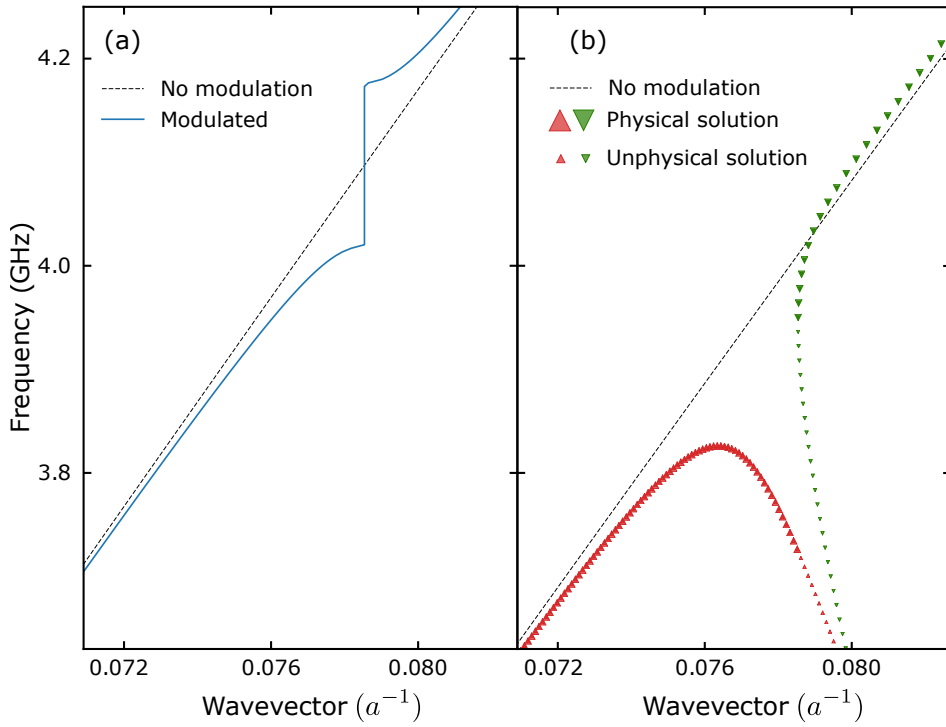 (a)
No modulation
Modulated
4.2
4.0
3.8
0.072
0.076
0.080
Frequency (GHz)
Wavevector (a⁻¹)
(b)
No modulation
Physical solution
Unphysical solution
0.072
0.076
0.080
Wavevector (a⁻¹)